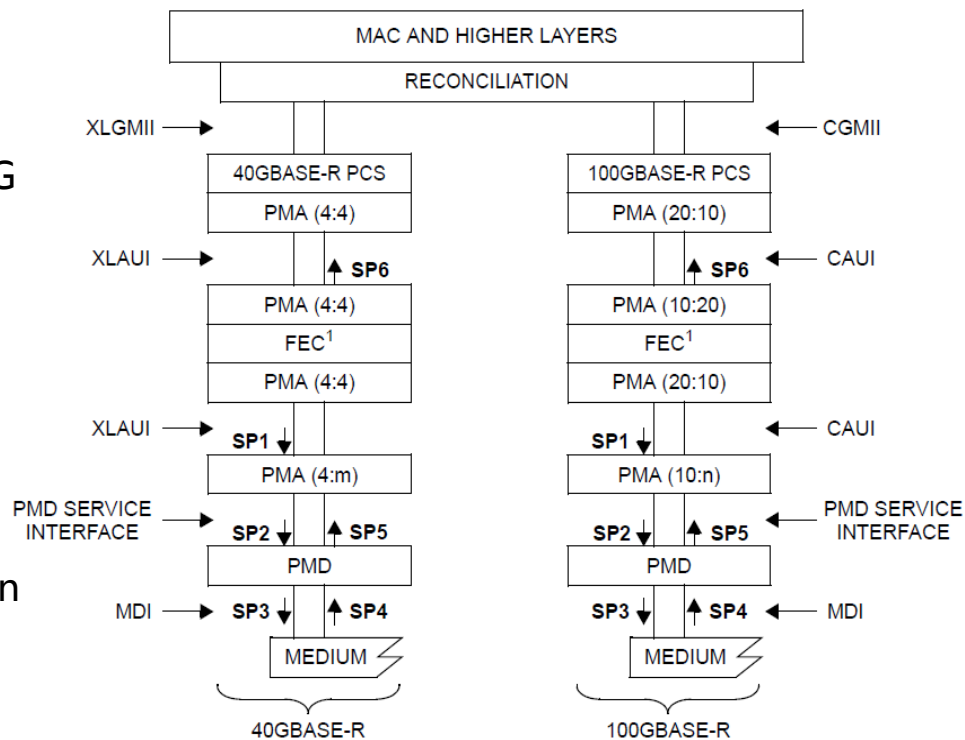 MAC AND HIGHER LAYERS
RECONCILIATION
XLGMII
CGMII
G
40GBASE-R PCS
100GBASE-R PCS
PMA (4:4)
PMA (20:10)
XLAUI
SP6
SP6
CAUI
PMA (4:4)
PMA (10:20)
FEC1
FEC1
PMA (4:4)
PMA (20:10)
XLAUI
SP1
SP1
CAUI
PMA (4:m)
PMA (10:n)
PMD SERVICE
INTERFACE
SP2
SP5
SP2
SP5
PMD SERVICE
INTERFACE
PMD
PMD
n
MDI
SP3
SP4
SP3
SP4
MDI
MEDIUM
MEDIUM
40GBASE-R
100GBASE-R